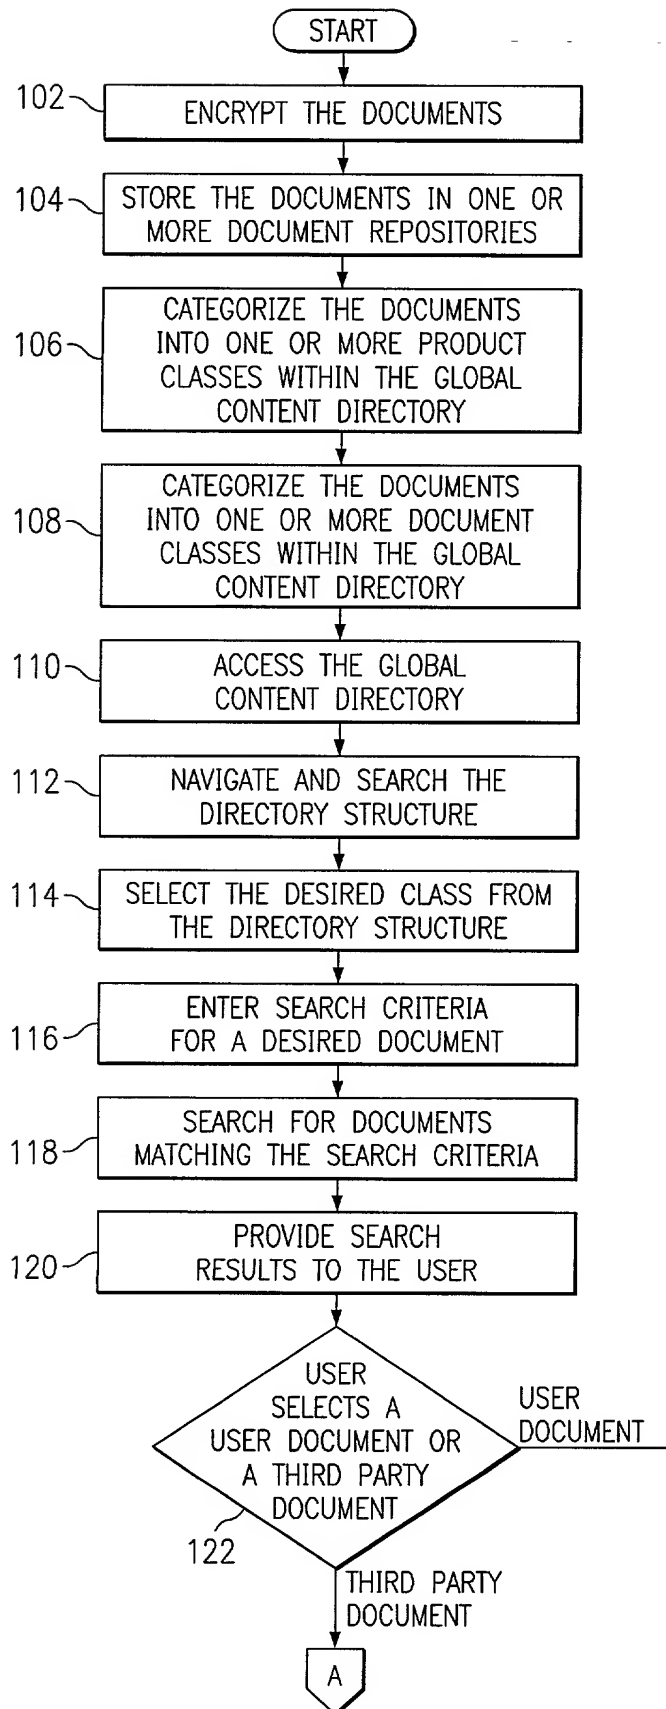 START
102
ENCRYPT THE DOCUMENTS
104
STORE THE DOCUMENTS IN ONE OR
MORE DOCUMENT REPOSITORIES
106
CATEGORIZE THE DOCUMENTS
INTO ONE OR MORE PRODUCT
CLASSES WITHIN THE GLOBAL
CONTENT DIRECTORY
108
CATEGORIZE THE DOCUMENTS
INTO ONE OR MORE DOCUMENT
CLASSES WITHIN THE GLOBAL
CONTENT DIRECTORY
110
ACCESS THE GLOBAL
CONTENT DIRECTORY
112
NAVIGATE AND SEARCH THE
DIRECTORY STRUCTURE
114
SELECT THE DESIRED CLASS FROM
THE DIRECTORY STRUCTURE
116
ENTER SEARCH CRITERIA
FOR A DESIRED DOCUMENT
118
SEARCH FOR DOCUMENTS
MATCHING THE SEARCH CRITERIA
120
PROVIDE SEARCH
RESULTS TO THE USER
USER
SELECTS A
USER DOCUMENT OR
A THIRD PARTY
DOCUMENT
122
USER
DOCUMENT
THIRD PARTY
DOCUMENT
A